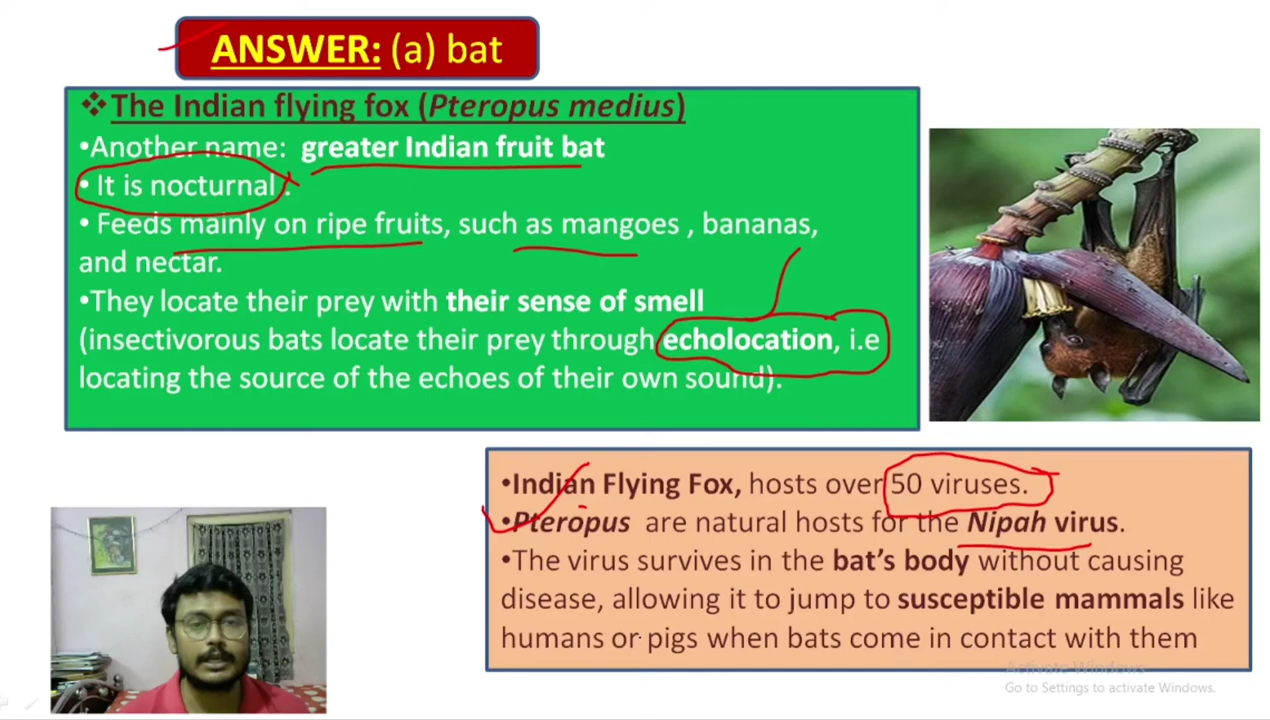 ANSWER: (a) bat
❖The Indian flying fox (Pteropus medius)
•Another name: greater Indian fruit bat
• It is nocturnal .
• Feeds mainly on ripe fruits, such as mangoes , bananas,
and nectar.
•They locate their prey with their sense of smell
(insectivorous bats locate their prey through echolocation, i.e
locating the source of the echoes of their own sound).
•Indian Flying Fox, hosts over 50 viruses.
•Pteropus are natural hosts for the Nipah virus.
•The virus survives in the bat’s body without causing
disease, allowing it to jump to susceptible mammals like
humans or pigs when bats come in contact with them
Activate Windows
Go to Settings to activate Windows.